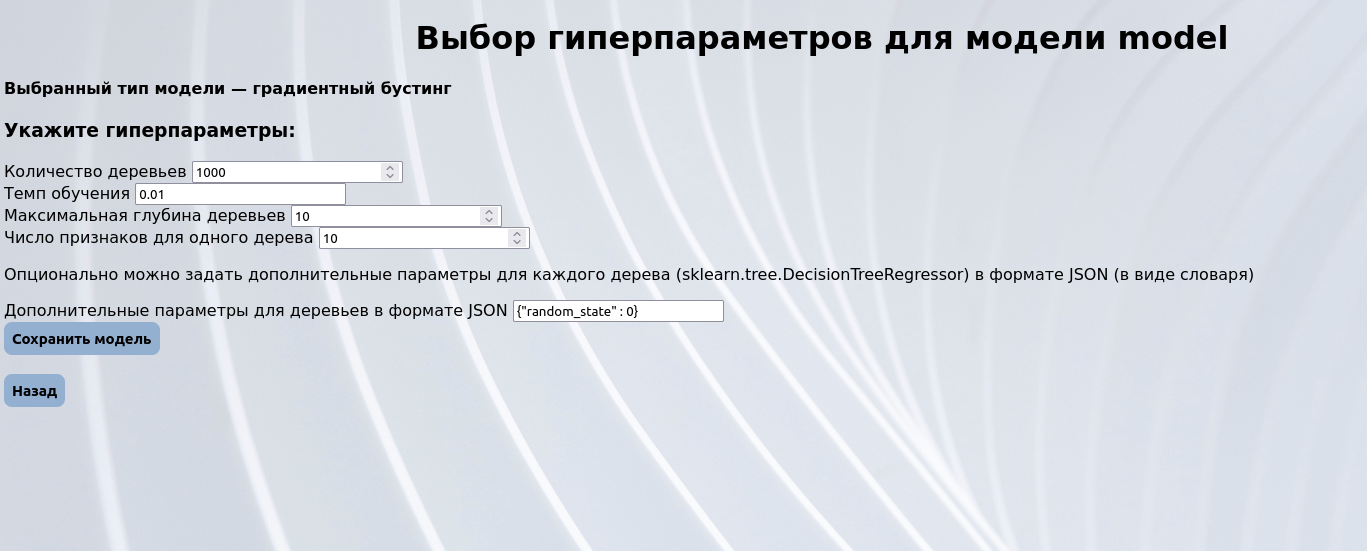 Выбор гиперпараметров для модели model
Выбранный тип модели — градиентный бустинг
Укажите гиперпараметры:
Количество деревьев 1000
Темп обучения 0.01
Максимальная глубина деревьев 10
Число признаков для одного дерева 10
Опционально можно задать дополнительные параметры для каждого дерева (sklearn.tree.DecisionTreeRegressor) в формате JSON (в виде словаря)
Дополнительные параметры для деревьев в формате JSON {"random_state" : 0}
Сохранить модель
Назад